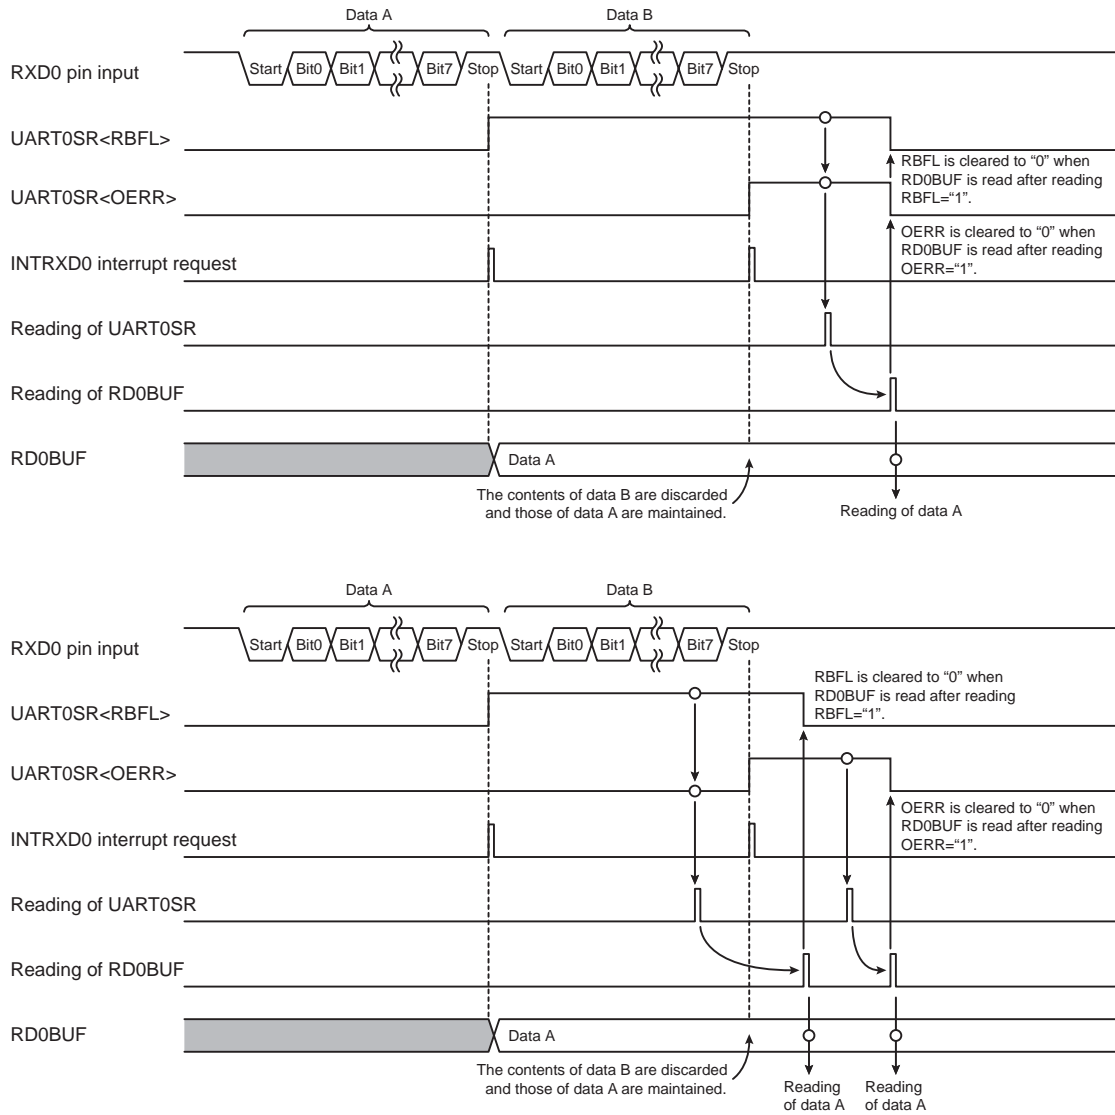 Data A Data B
RXD0 pin input Start Bit0 Bit1 Bit7 Stop Start Bit0 Bit1 Bit7 Stop
UART0SR<RBFL>
RBFL is cleared to “0” when
RD0BUF is read after reading
RBFL=“1”.
UART0SR<OERR>
OERR is cleared to “0” when
RD0BUF is read after reading
OERR=“1”.
INTRXD0 interrupt request
Reading of UART0SR
Reading of RD0BUF
RD0BUF Data A
The contents of data B are discarded
and those of data A are maintained.
Reading of data A
Data A Data B
RXD0 pin input Start Bit0 Bit1 Bit7 Stop Start Bit0 Bit1 Bit7 Stop
RBFL is cleared to “0” when
RD0BUF is read after reading
RBFL=“1”.
UART0SR<RBFL>
UART0SR<OERR>
OERR is cleared to “0” when
RD0BUF is read after reading
OERR=“1”.
INTRXD0 interrupt request
Reading of UART0SR
Reading of RD0BUF
RD0BUF Data A
The contents of data B are discarded
and those of data A are maintained.
Reading
of data A
Reading
of data A